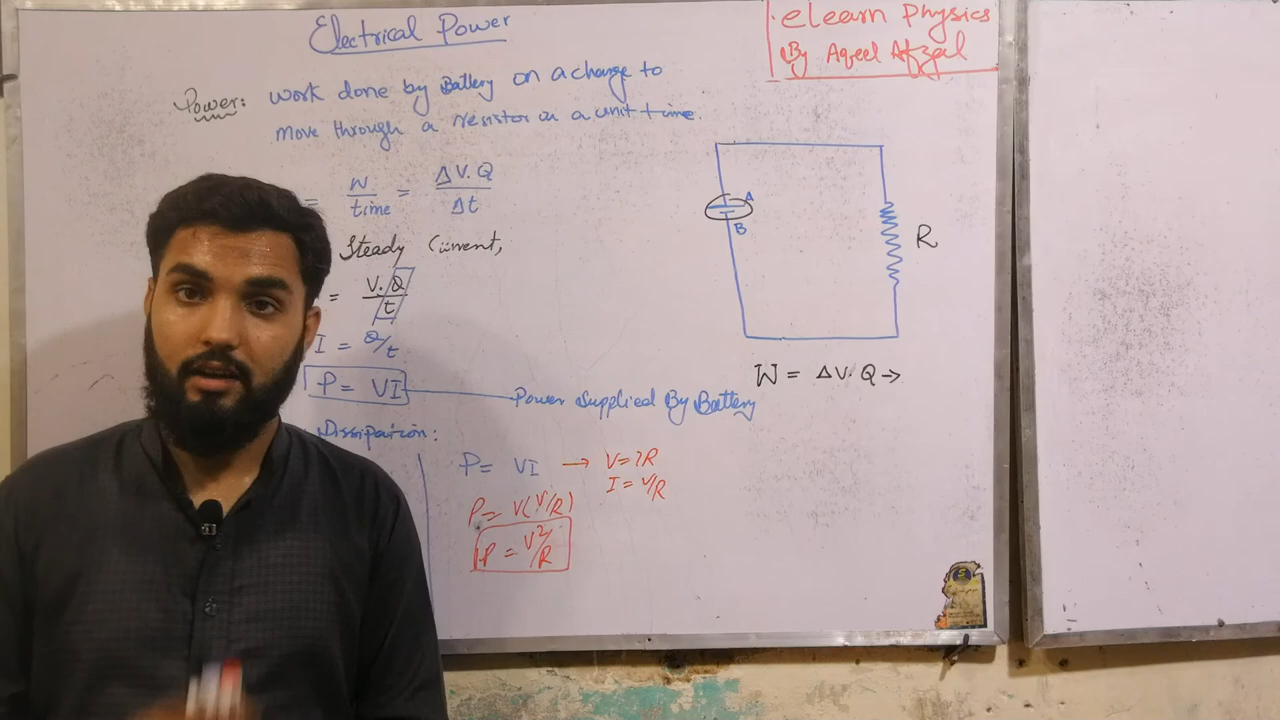 Electrical Power
eLearn Physics
By Aqeel Afzal
Power: Work done by Battery on a charge to
move through a resistor in a unit time.
= W/time = ΔV.Q/Δt
Steady Current,
= V.Q/t
I = Q/t
P = VI
Power Supplied By Battery
Dissipation:
P = VI → V = IR
I = V/R
P = V(V/R)
P = V²/R
A
B
R
W = ΔV.Q →